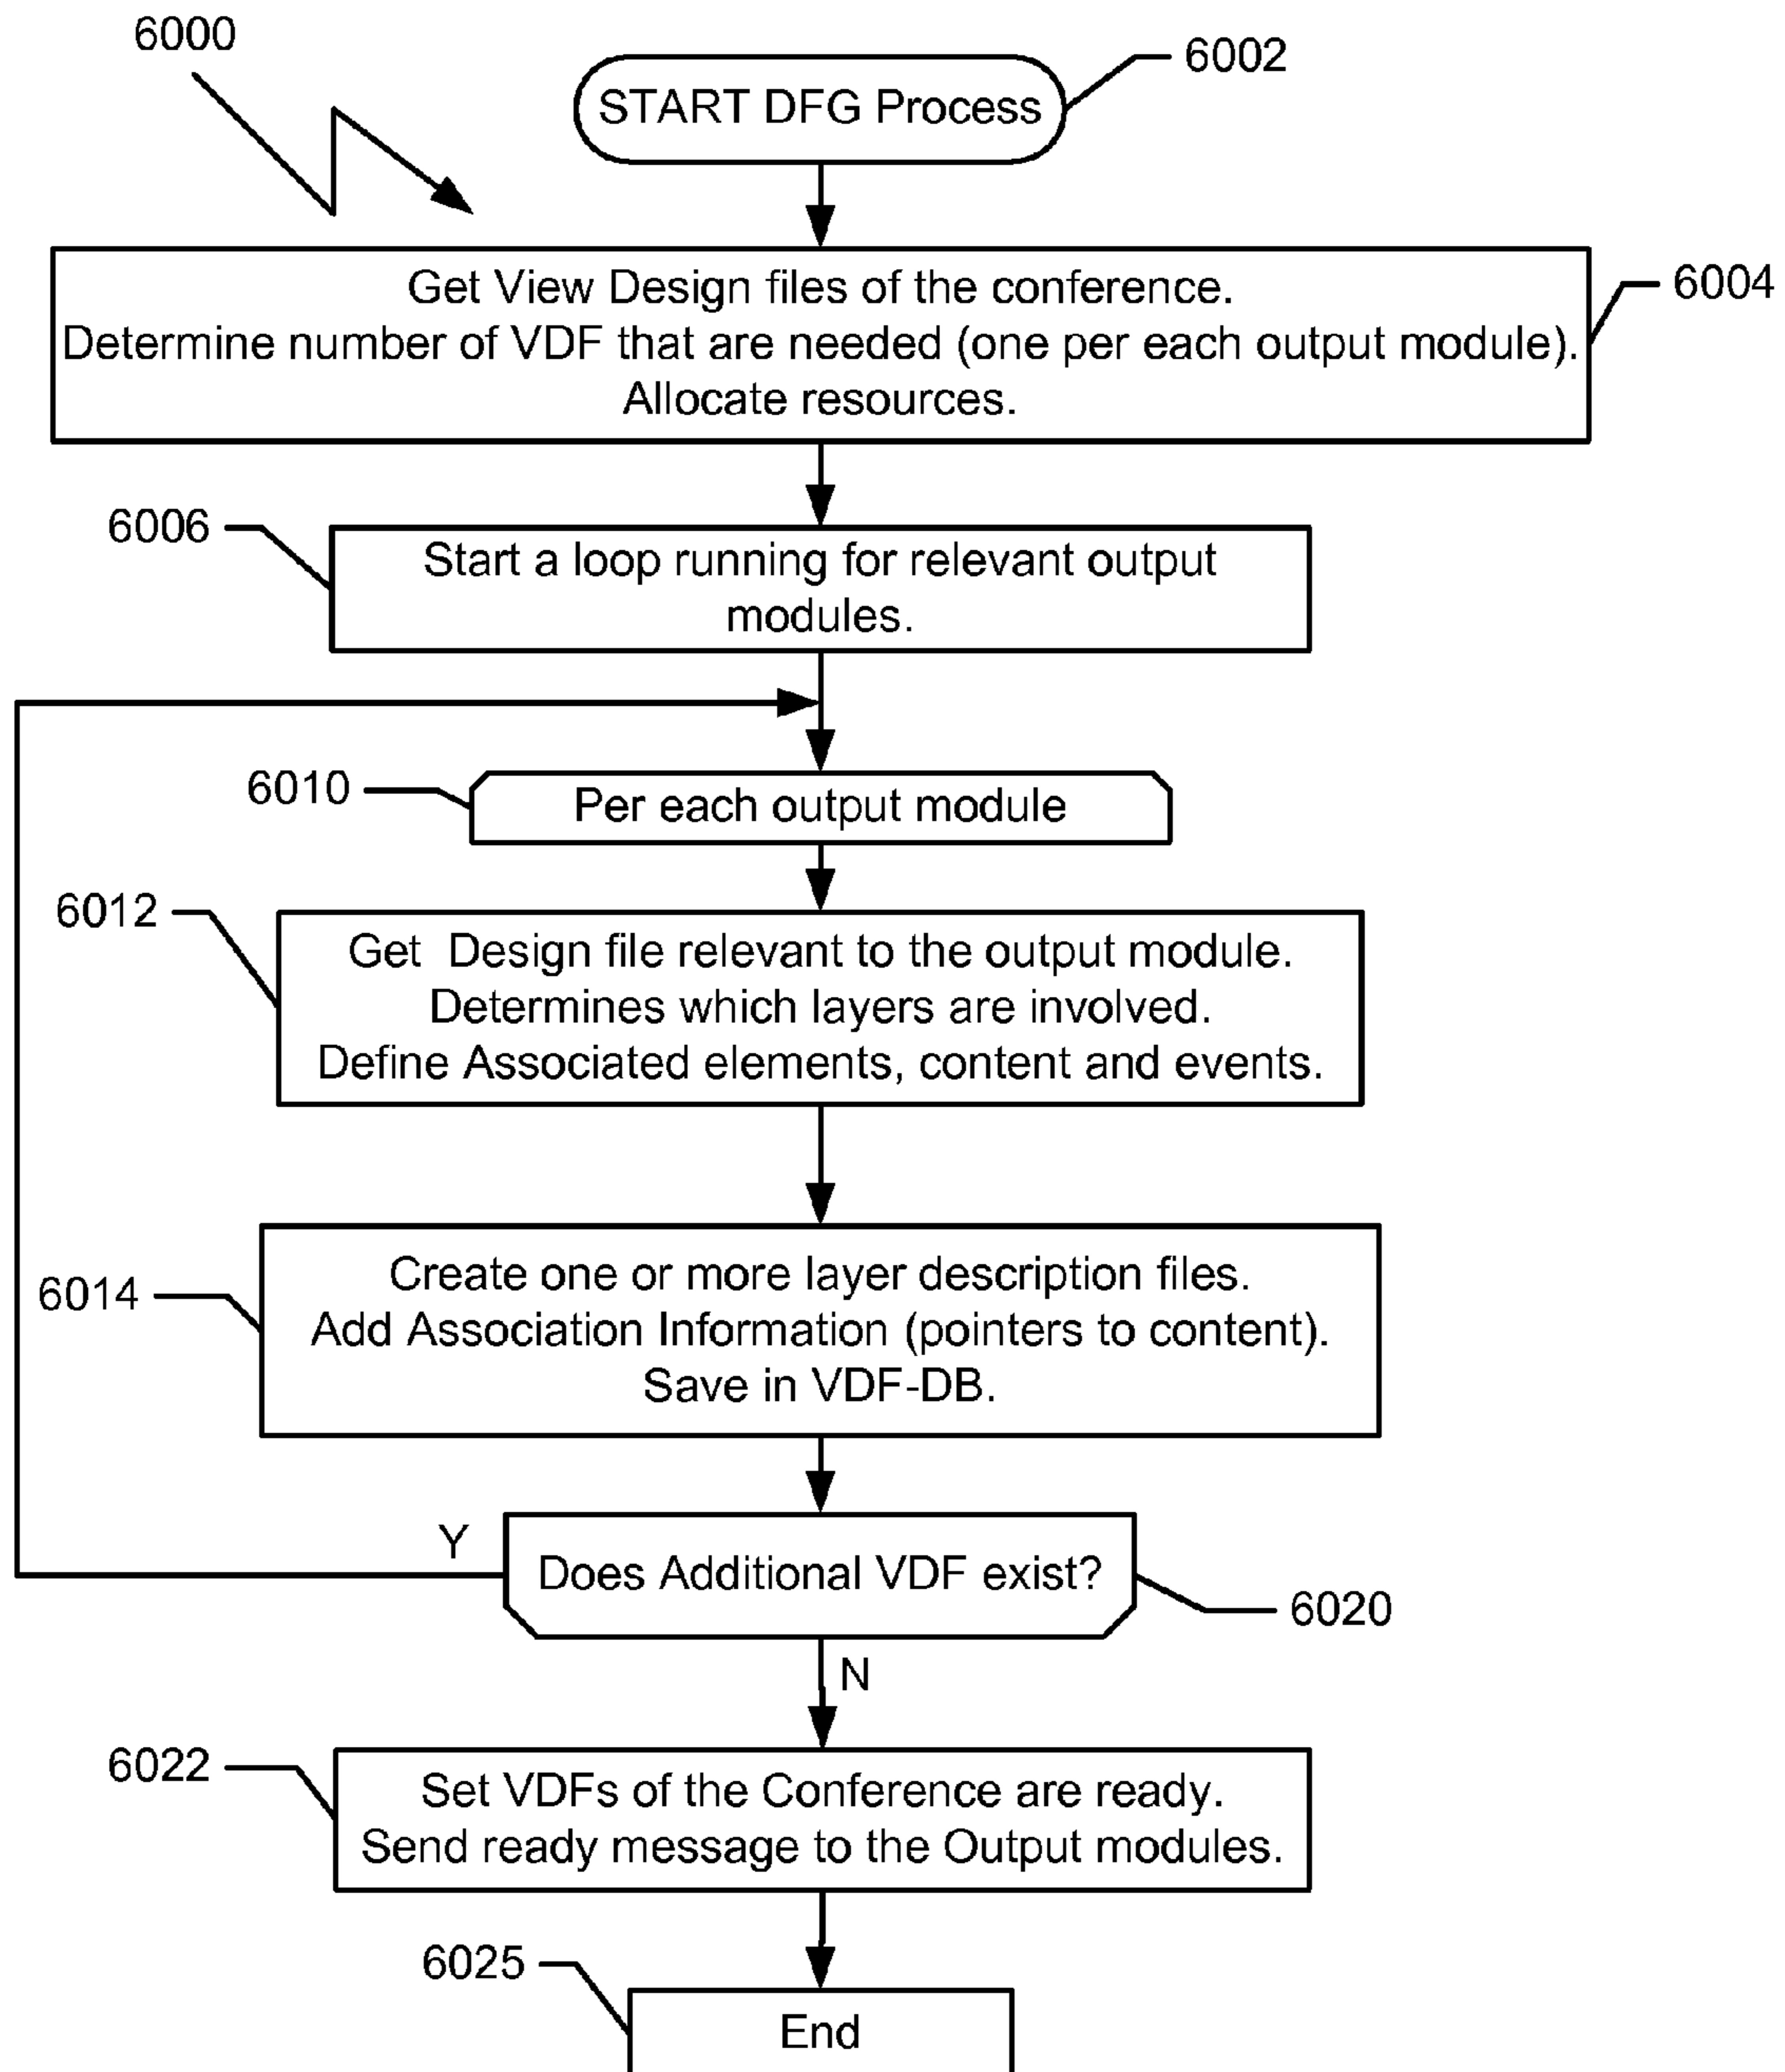 6000
START DFG Process
6002
Get View Design files of the conference.
Determine number of VDF that are needed (one per each output module).
Allocate resources.
6004
6006
Start a loop running for relevant output
modules.
6010
Per each output module
6012
Get Design file relevant to the output module.
Determines which layers are involved.
Define Associated elements, content and events.
6014
Create one or more layer description files.
Add Association Information (pointers to content).
Save in VDF-DB.
Y
Does Additional VDF exist?
6020
N
6022
Set VDFs of the Conference are ready.
Send ready message to the Output modules.
6025
End